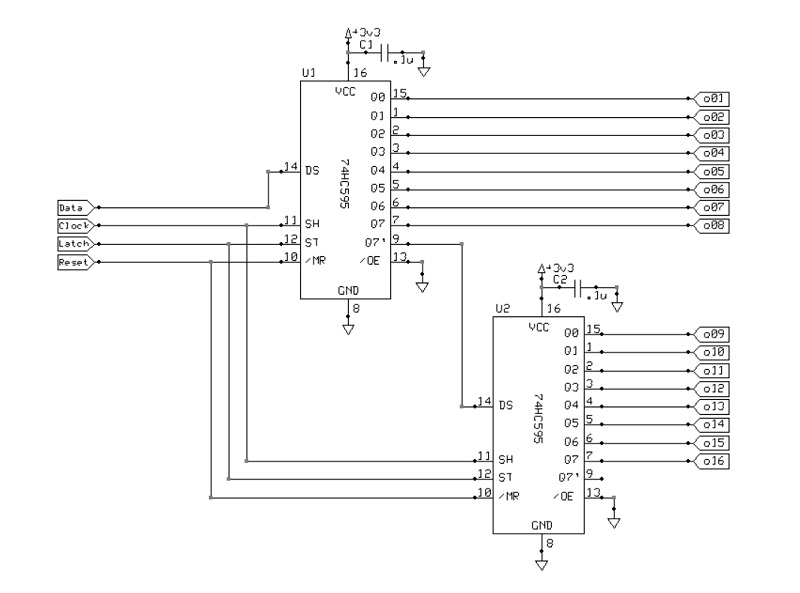 +3v3
C1
.1u
U1
16
VCC
Q0 15 o01
Q1 1 o02
Q2 2 o03
Q3 3 o04
14 DS 74HC595 Q4 4 o05
Q5 5 o06
Data Q6 6 o07
Clock 11 SH Q7 7 o08
Latch 12 ST Q7' 9
Reset 10 /MR /OE 13
GND
8
+3v3
C2
.1u
U2
16
VCC
Q0 15 o09
Q1 1 o10
Q2 2 o11
Q3 3 o12
14 DS 74HC595 Q4 4 o13
Q5 5 o14
Q6 6 o15
11 SH Q7 7 o16
12 ST Q7' 9
10 /MR /OE 13
GND
8